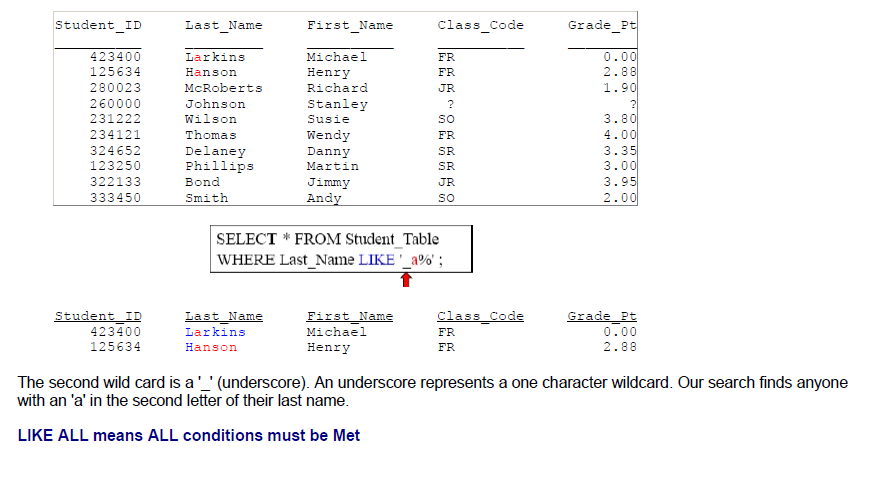 Student_ID Last_Name First_Name Class_Code Grade_Pt
423400 Larkins Michael FR 0.00
125634 Hanson Henry FR 2.88
280023 McRoberts Richard JR 1.90
260000 Johnson Stanley ? ?
231222 Wilson Susie SO 3.80
234121 Thomas Wendy FR 4.00
324652 Delaney Danny SR 3.35
123250 Phillips Martin SR 3.00
322133 Bond Jimmy JR 3.95
333450 Smith Andy SO 2.00
SELECT * FROM Student_Table
WHERE Last_Name LIKE '_a%' ;
Student_ID Last_Name First_Name Class_Code Grade_Pt
423400 Larkins Michael FR 0.00
125634 Hanson Henry FR 2.88
The second wild card is a '_' (underscore). An underscore represents a one character wildcard. Our search finds anyone
with an 'a' in the second letter of their last name.
LIKE ALL means ALL conditions must be Met